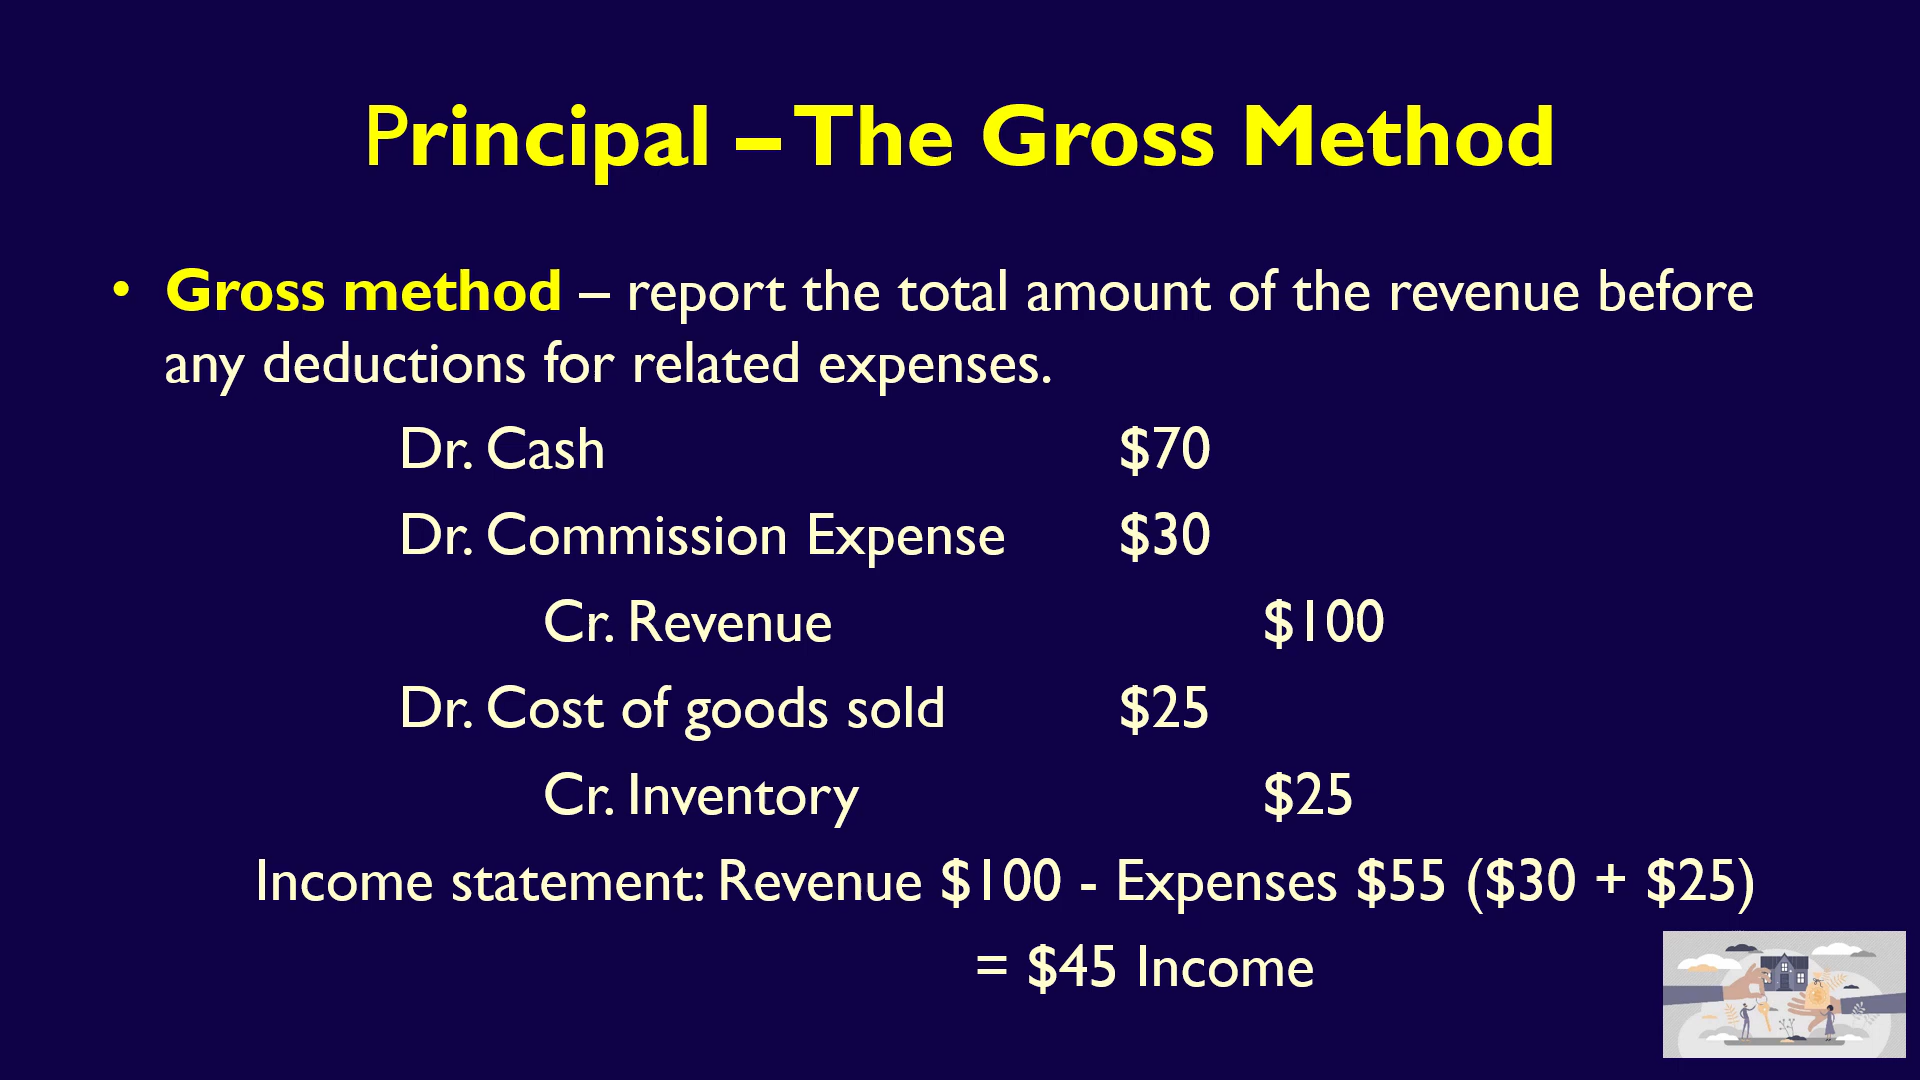 Principal – The Gross Method
• Gross method – report the total amount of the revenue before
any deductions for related expenses.
Dr. Cash $70
Dr. Commission Expense $30
Cr. Revenue $100
Dr. Cost of goods sold $25
Cr. Inventory $25
Income statement: Revenue $100 - Expenses $55 ($30 + $25)
= $45 Income